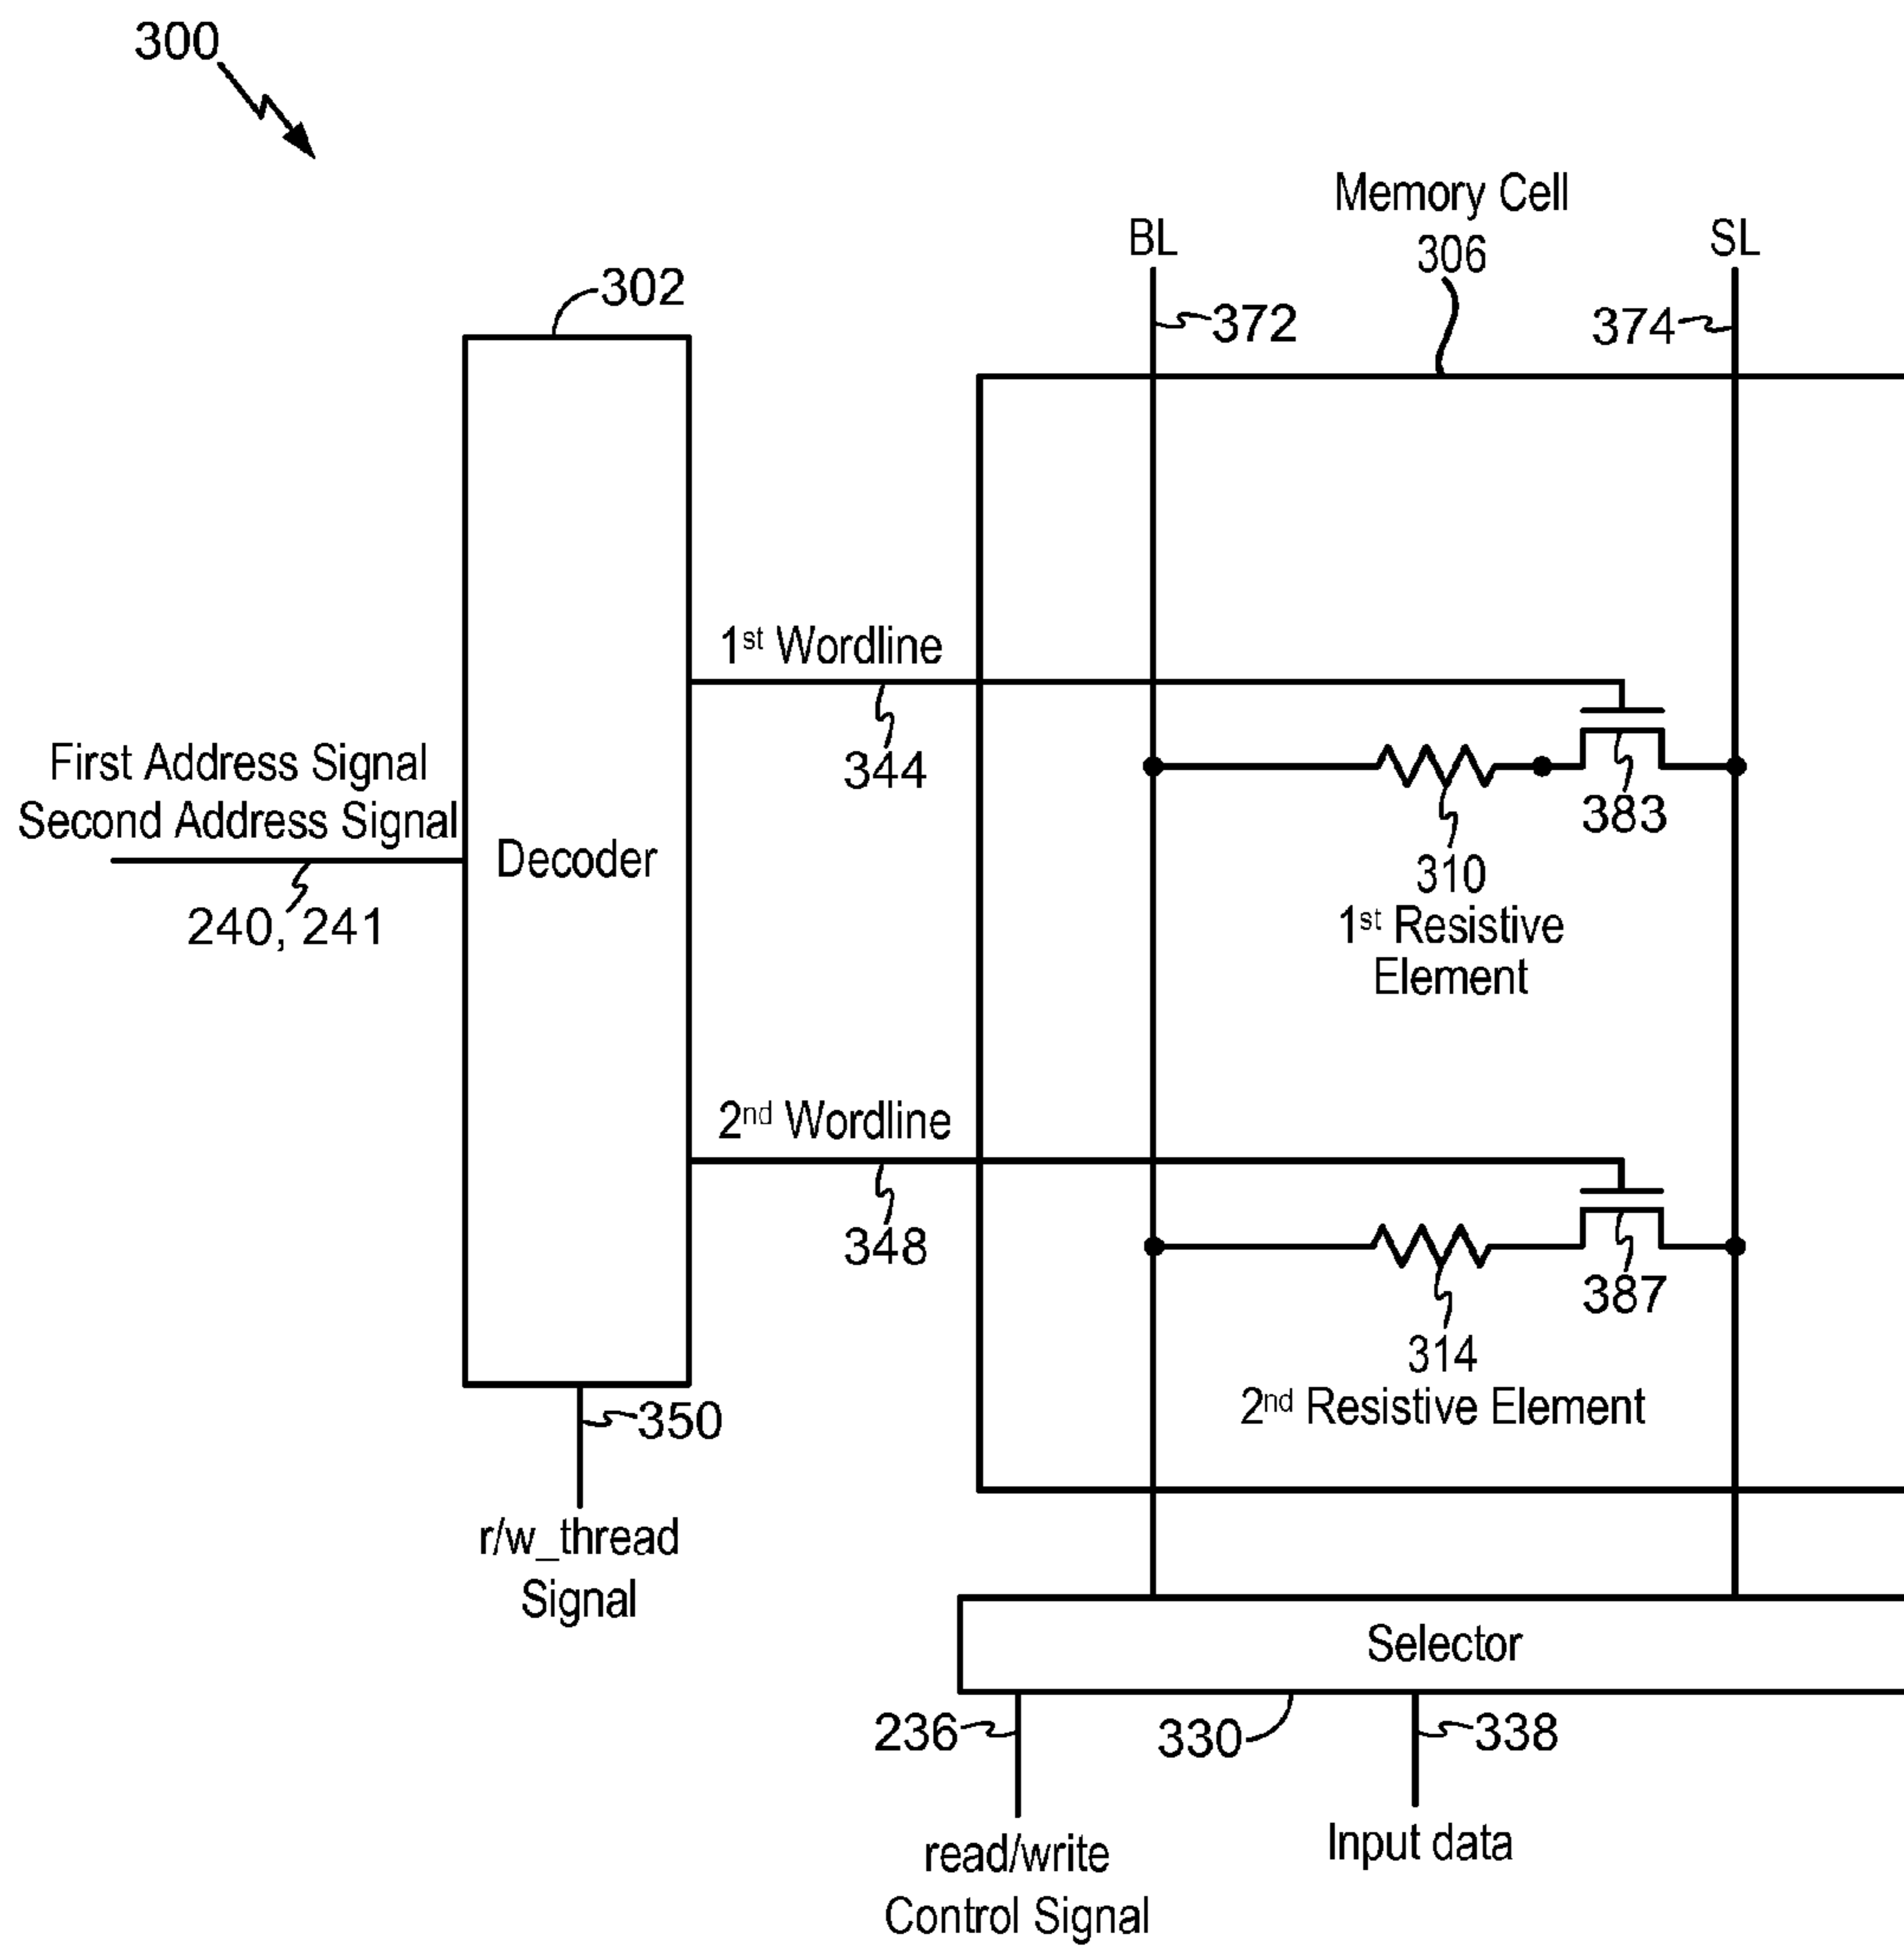 300
Memory Cell
306
BL
SL
302
372
374
1st Wordline
344
First Address Signal
Second Address Signal
240, 241
Decoder
383
310
1st Resistive
Element
2nd Wordline
348
387
314
2nd Resistive Element
350
r/w_thread
Signal
Selector
236
330
338
read/write
Control Signal
Input data